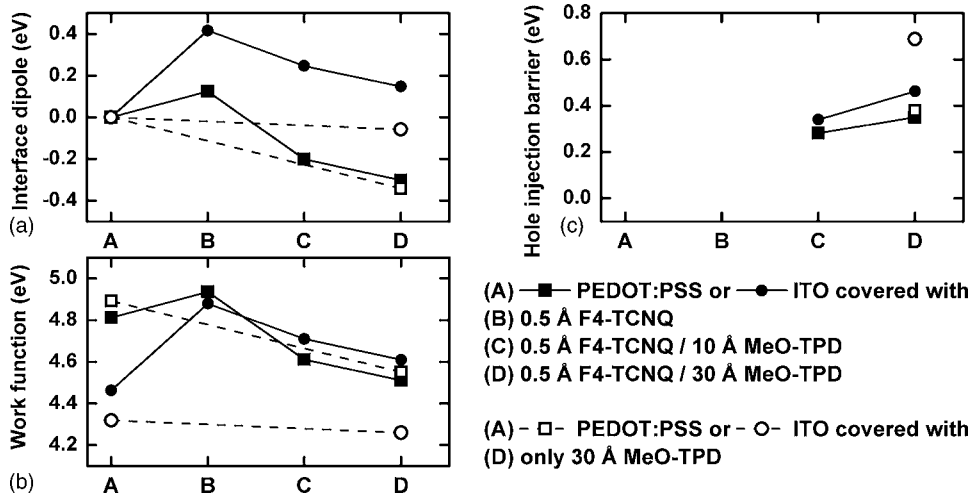 Interface dipole (eV)
0.4
0.2
0.0
-0.2
-0.4
(a)
A B C D
Work function (eV)
5.0
4.8
4.6
4.4
4.2
(b)
A B C D
Hole injection barrier (eV)
0.8
0.6
0.4
0.2
0.0
(c)
A B C D
(A) PEDOT:PSS or ITO covered with
(B) 0.5 Å F4-TCNQ
(C) 0.5 Å F4-TCNQ / 10 Å MeO-TPD
(D) 0.5 Å F4-TCNQ / 30 Å MeO-TPD
(A) PEDOT:PSS or ITO covered with
(D) only 30 Å MeO-TPD